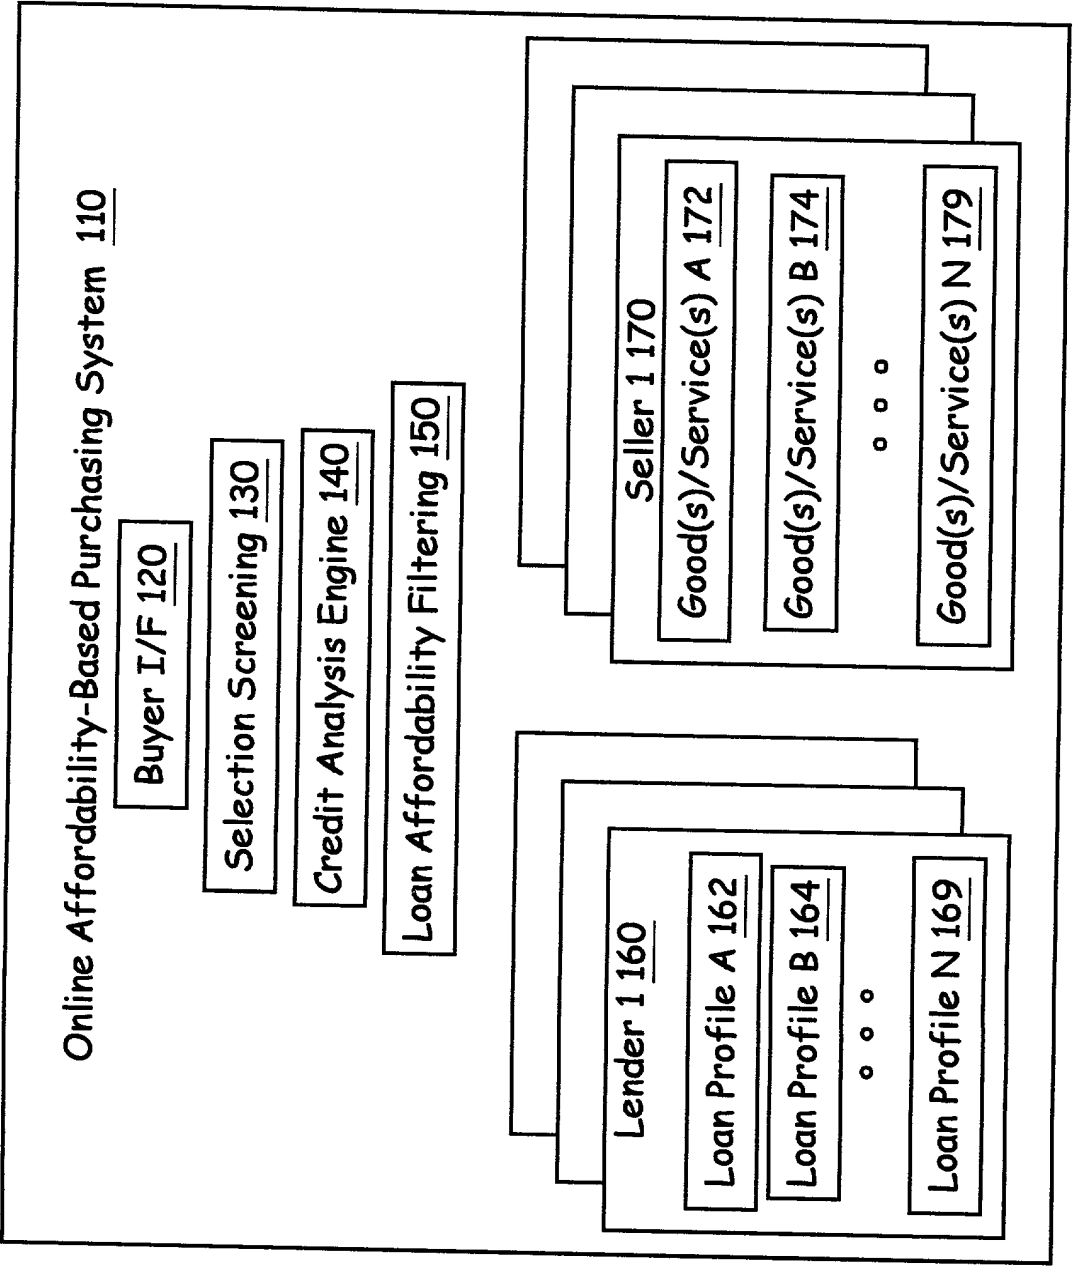 Online Affordability-Based Purchasing System 110
Buyer I/F 120
Selection Screening 130
Credit Analysis Engine 140
Loan Affordability Filtering 150
Lender 1 160
Loan Profile A 162
Loan Profile B 164
Loan Profile N 169
Seller 1 170
Good(s)/Service(s) A 172
Good(s)/Service(s) B 174
Good(s)/Service(s) N 179